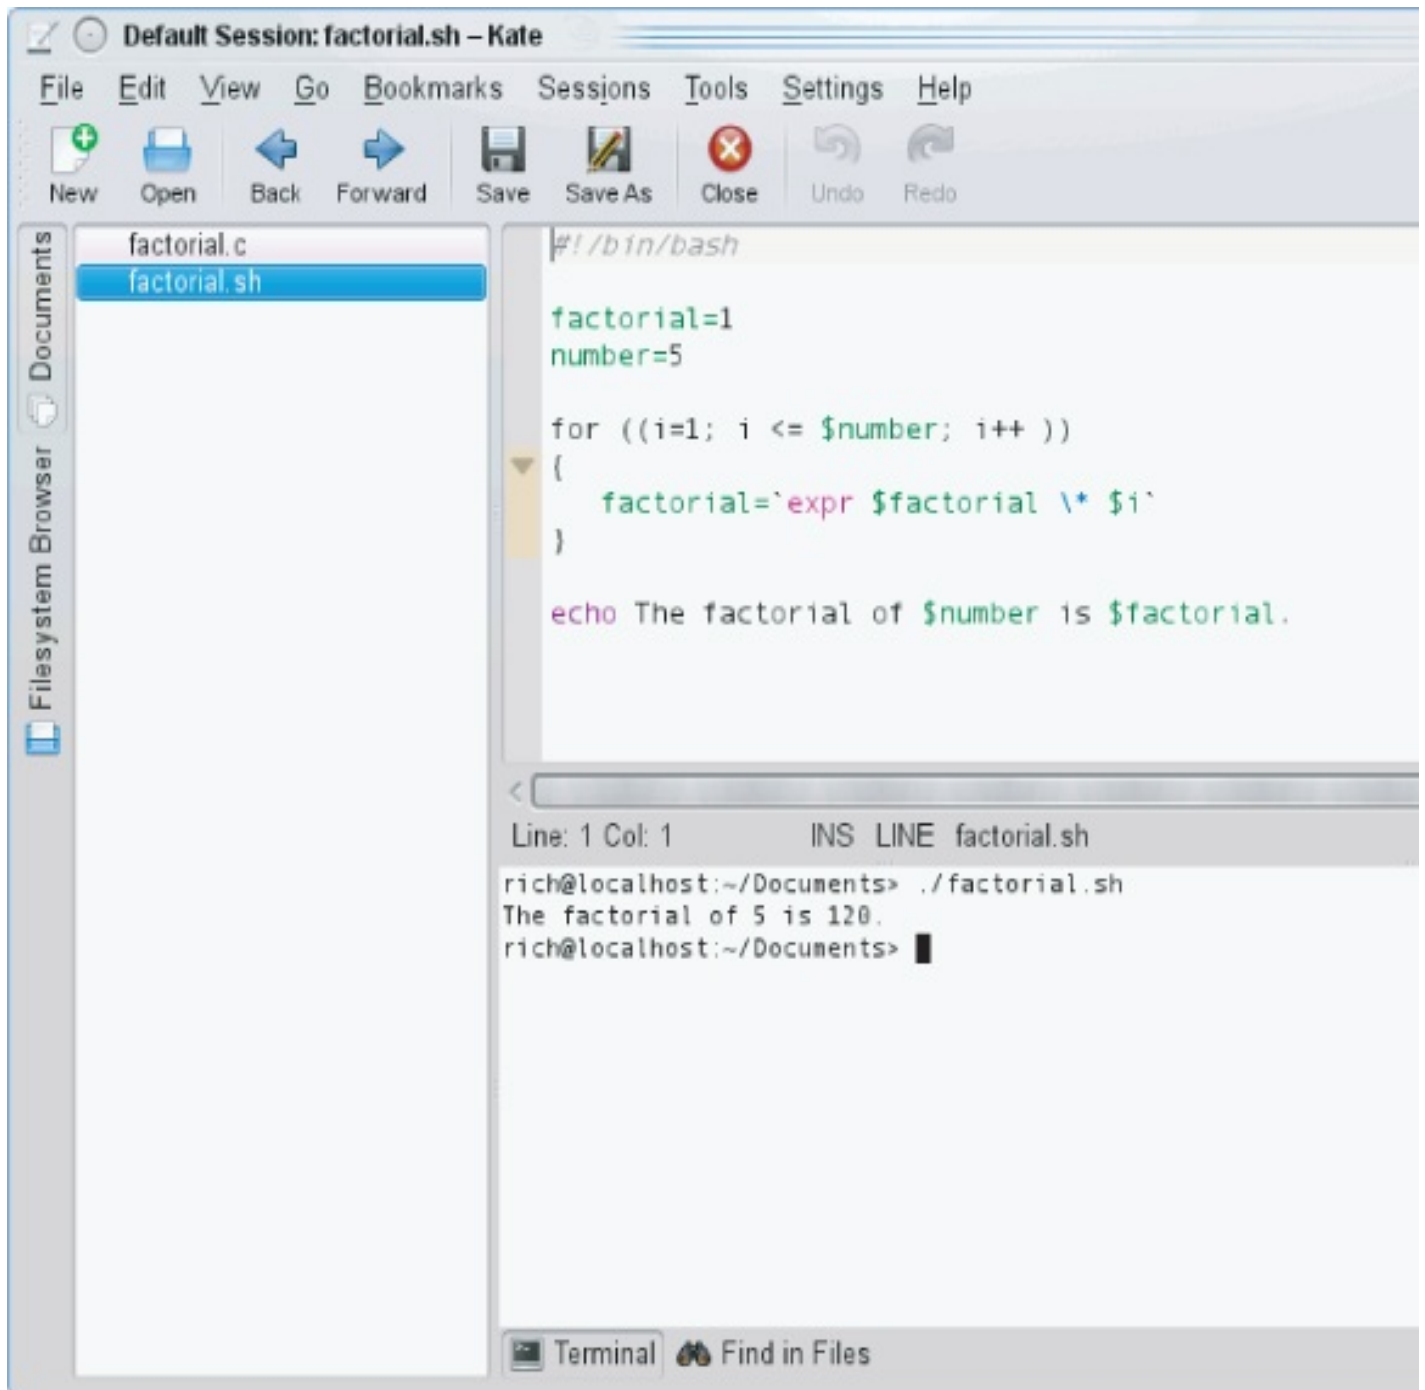 Default Session: factorial.sh – Kate
File Edit View Go Bookmarks Sessions Tools Settings Help
New Open Back Forward Save Save As Close Undo Redo
Documents
Filesystem Browser
factorial.c
factorial.sh
#!/bin/bash
factorial=1
number=5
for ((i=1; i <= $number; i++ ))
{
factorial=`expr $factorial \* $i`
}
echo The factorial of $number is $factorial.
Line: 1 Col: 1 INS LINE factorial.sh
rich@localhost:~/Documents> ./factorial.sh
The factorial of 5 is 120.
rich@localhost:~/Documents>
Terminal Find in Files